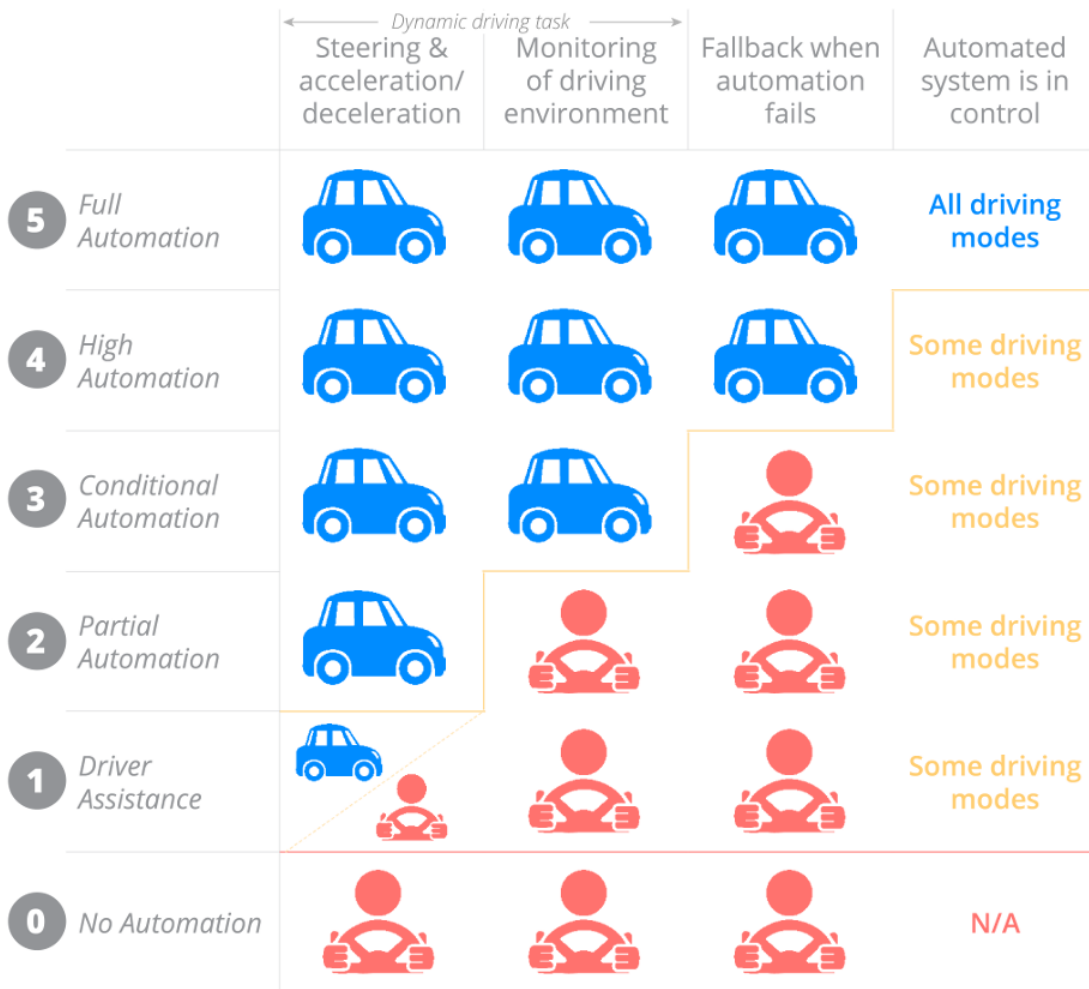 Dynamic driving task
Steering &
acceleration/
deceleration
Monitoring
of driving
environment
Fallback when
automation
fails
Automated
system is in
control
5
Full
Automation
All driving
modes
4
High
Automation
Some driving
modes
3
Conditional
Automation
Some driving
modes
2
Partial
Automation
Some driving
modes
1
Driver
Assistance
Some driving
modes
0
No Automation
N/A